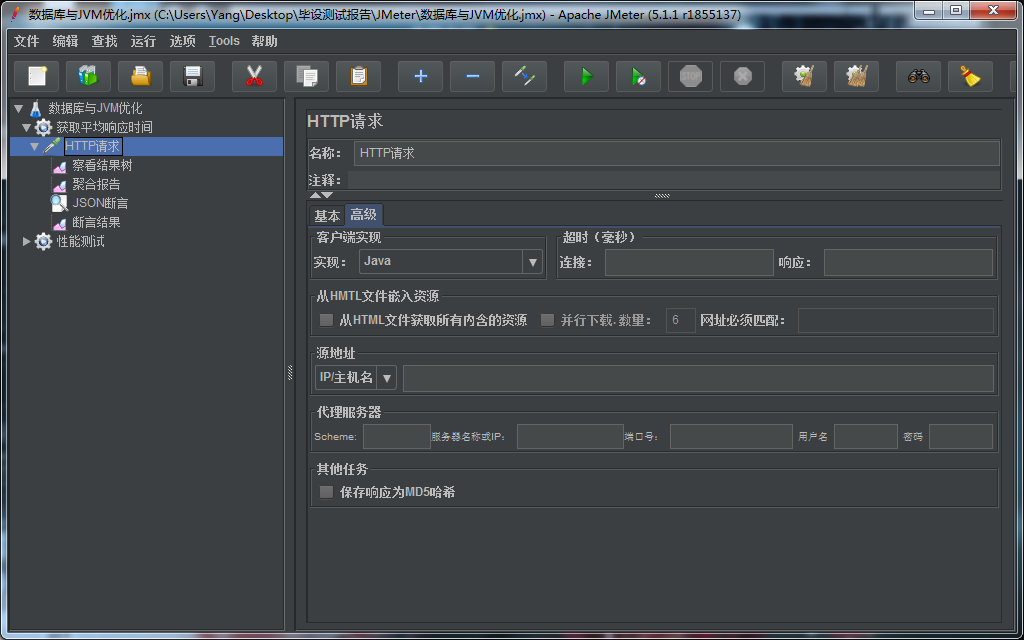 数据库与JVM优化.jmx (C:\Users\Yang\Desktop\毕设测试报告\JMeter\数据库与JVM优化.jmx) - Apache JMeter (5.1.1 r1855137)
文件 编辑 查找 运行 选项 Tools 帮助
STOP
数据库与JVM优化
获取平均响应时间
HTTP请求
察看结果树
聚合报告
JSON断言
断言结果
性能测试
HTTP请求
名称： HTTP请求
注释：
基本 高级
客户端实现 超时（毫秒）
实现： Java 连接： 响应：
从HMTL文件嵌入资源
从HTML文件获取所有内含的资源 并行下载. 数量： 6 网址必须匹配：
源地址
IP/主机名
代理服务器
Scheme: 服务器名称或IP： 端口号： 用户名 密码
其他任务
保存响应为MD5哈希